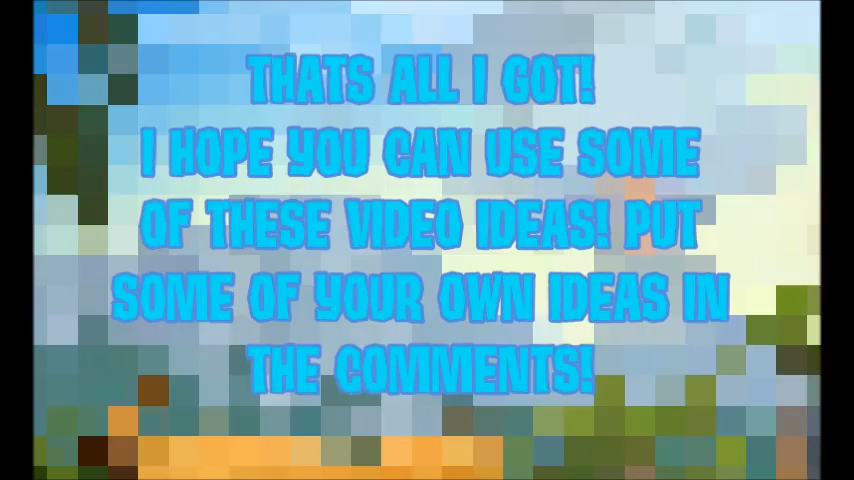 THATS ALL I GOT!
I HOPE YOU CAN USE SOME
OF THESE VIDEO IDEAS! PUT
SOME OF YOUR OWN IDEAS IN
THE COMMENTS!